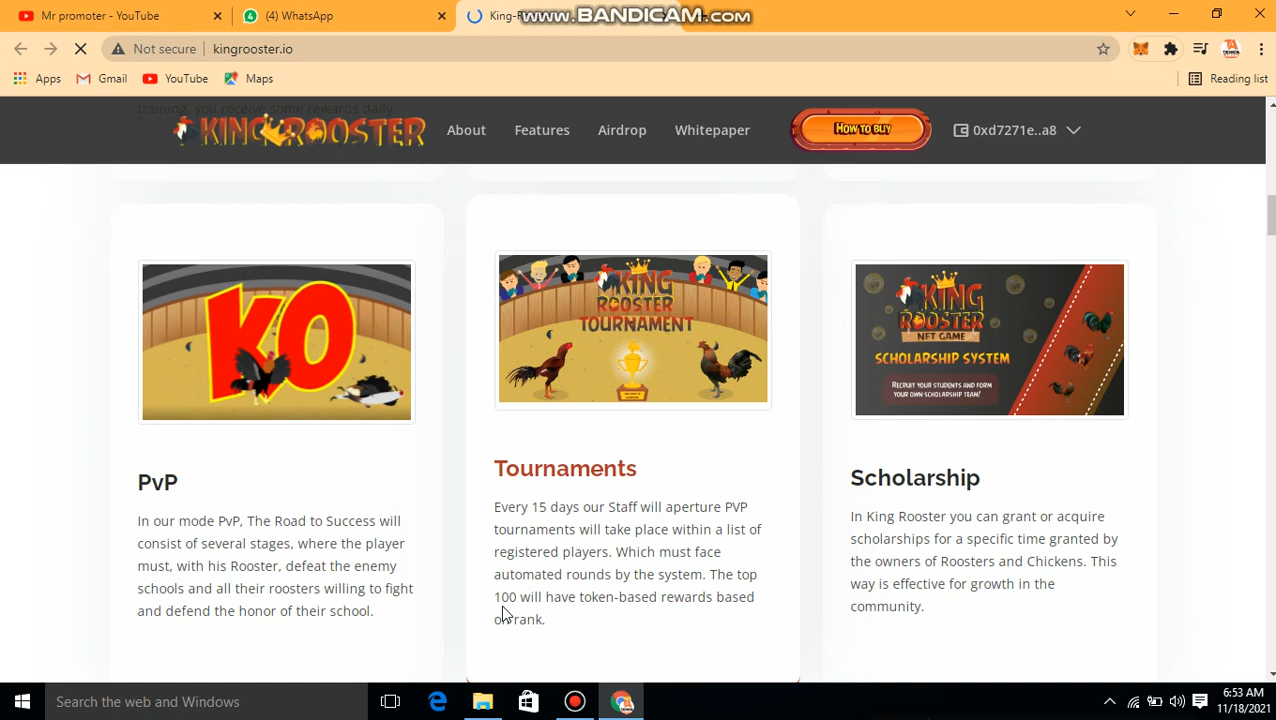 Mr promoter - YouTube
(4) WhatsApp
King-R
WWW.BANDICAM.COM
Not secure
kingrooster.io
Apps
Gmail
YouTube
Maps
Reading list
training, you receive some rewards daily.
KING ROOSTER
About
Features
Airdrop
Whitepaper
HOW TO BUY
0xd7271e..a8
KO
KING
ROOSTER
TOURNAMENT
KING
ROOSTER
NFT GAME
SCHOLARSHIP SYSTEM
RECRUIT YOUR STUDENTS AND FORM
YOUR OWN SCHOLARSHIP TEAM!
PvP
In our mode PvP, The Road to Success will
consist of several stages, where the player
must, with his Rooster, defeat the enemy
schools and all their roosters willing to fight
and defend the honor of their school.
Tournaments
Every 15 days our Staff will aperture PVP
tournaments will take place within a list of
registered players. Which must face
automated rounds by the system. The top
100 will have token-based rewards based
on rank.
Scholarship
In King Rooster you can grant or acquire
scholarships for a specific time granted by
the owners of Roosters and Chickens. This
way is effective for growth in the
community.
Search the web and Windows
6:53 AM
11/18/2021